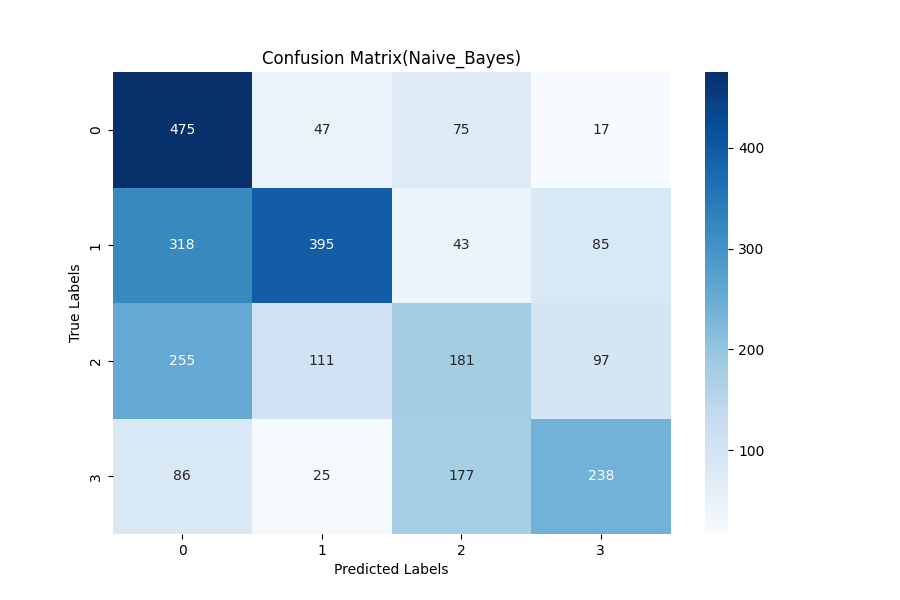 Confusion Matrix(Naive_Bayes)
True Labels
0 475 47 75 17
1 318 395 43 85
2 255 111 181 97
3 86 25 177 238
0 1 2 3
Predicted Labels
400
300
200
100